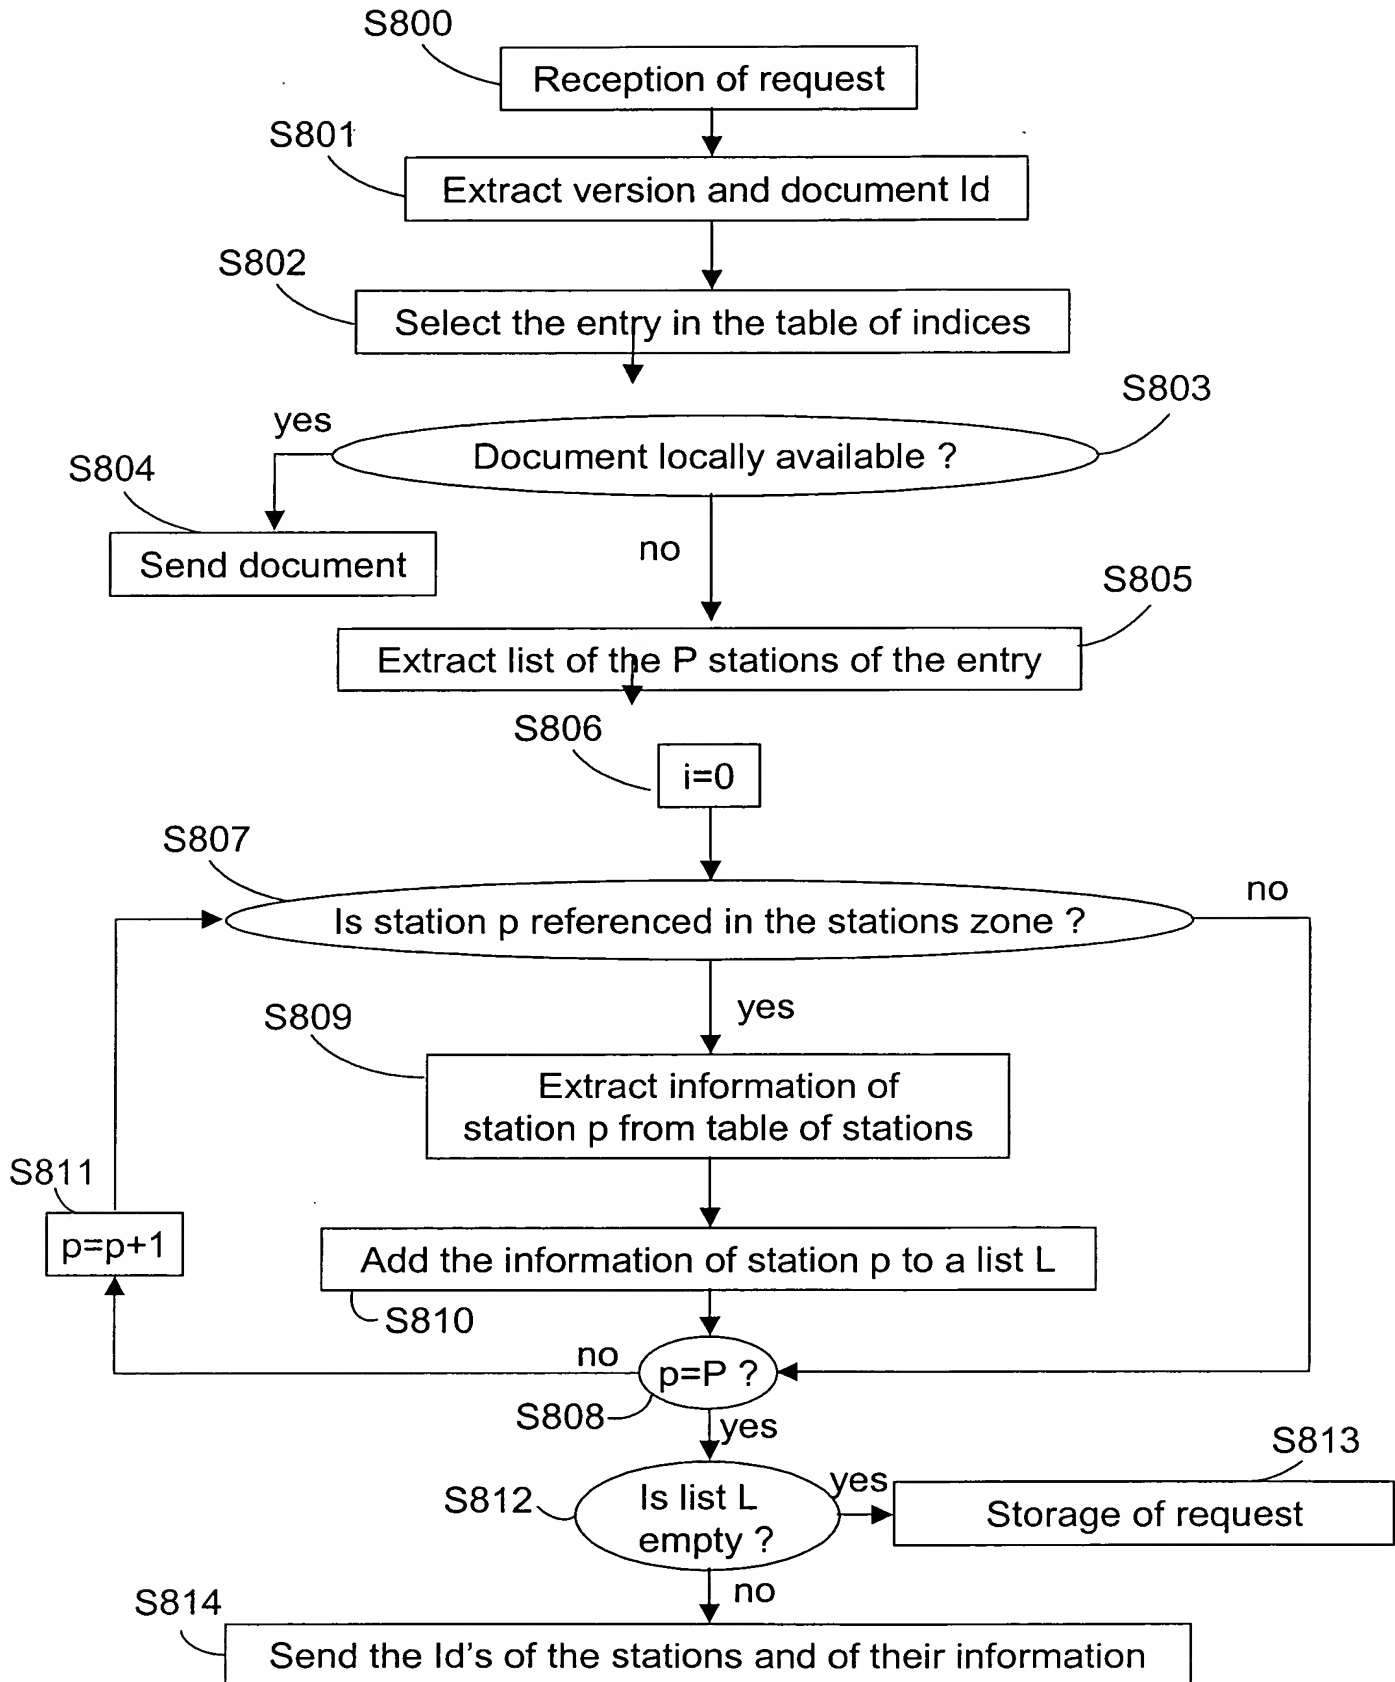 S800
Reception of request
S801
Extract version and document Id
S802
Select the entry in the table of indices
S803
yes
Document locally available ?
S804
Send document
no
S805
Extract list of the P stations of the entry
S806
i=0
S807
no
Is station p referenced in the stations zone ?
yes
S809
Extract information of
station p from table of stations
S811
p=p+1
Add the information of station p to a list L
S810
no
p=P ?
S808
yes
S813
yes
S812
Is list L
empty ?
Storage of request
no
S814
Send the Id's of the stations and of their information